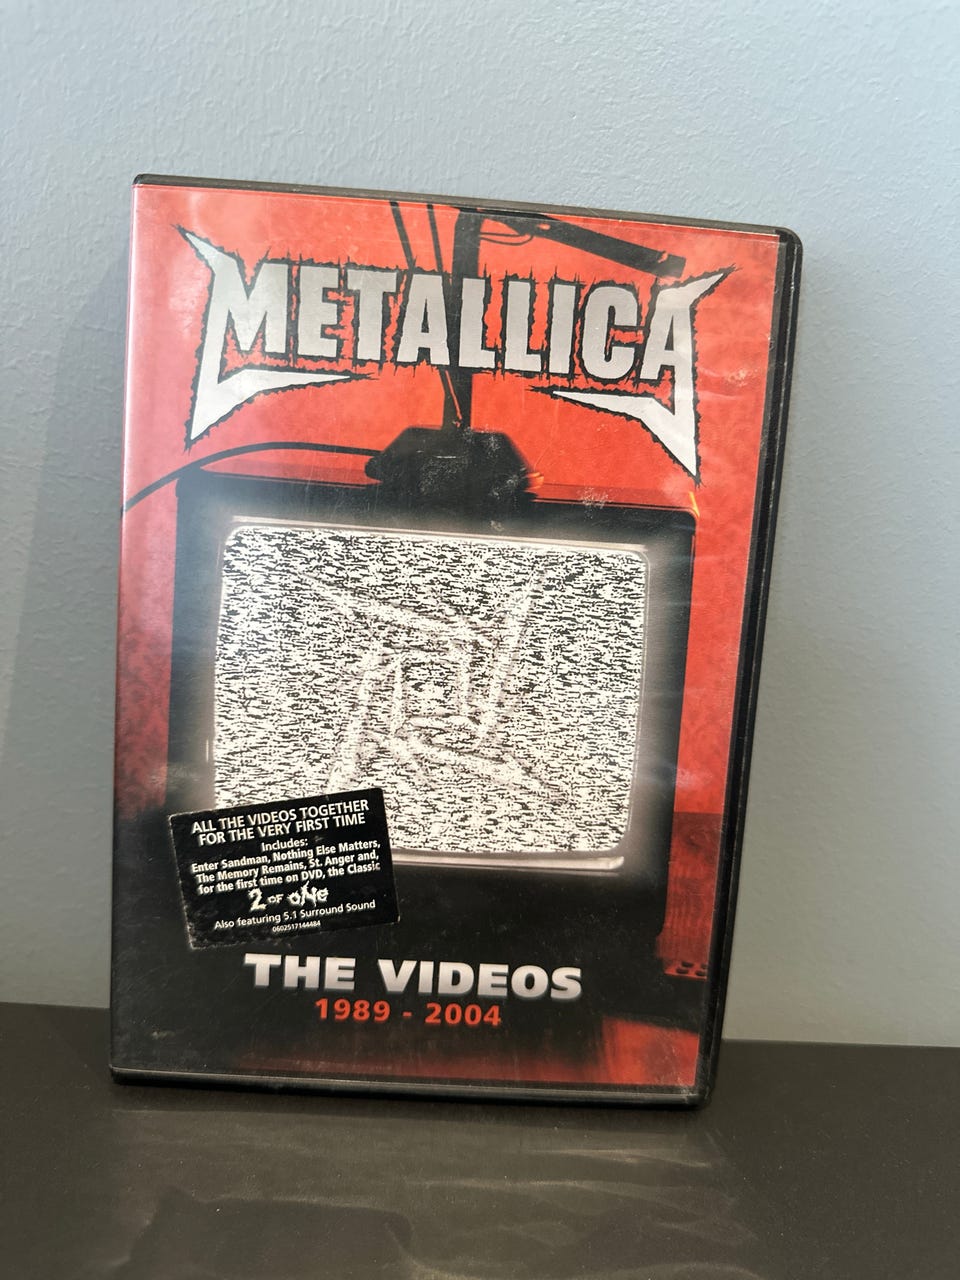 METALLICA
ALL THE VIDEOS TOGETHER
FOR THE VERY FIRST TIME
Includes:
Enter Sandman, Nothing Else Matters,
The Memory Remains, St. Anger and,
for the first time on DVD, the Classic
2 OF ONE
Also featuring 5.1 Surround Sound
0602517144484
THE VIDEOS
1989 - 2004